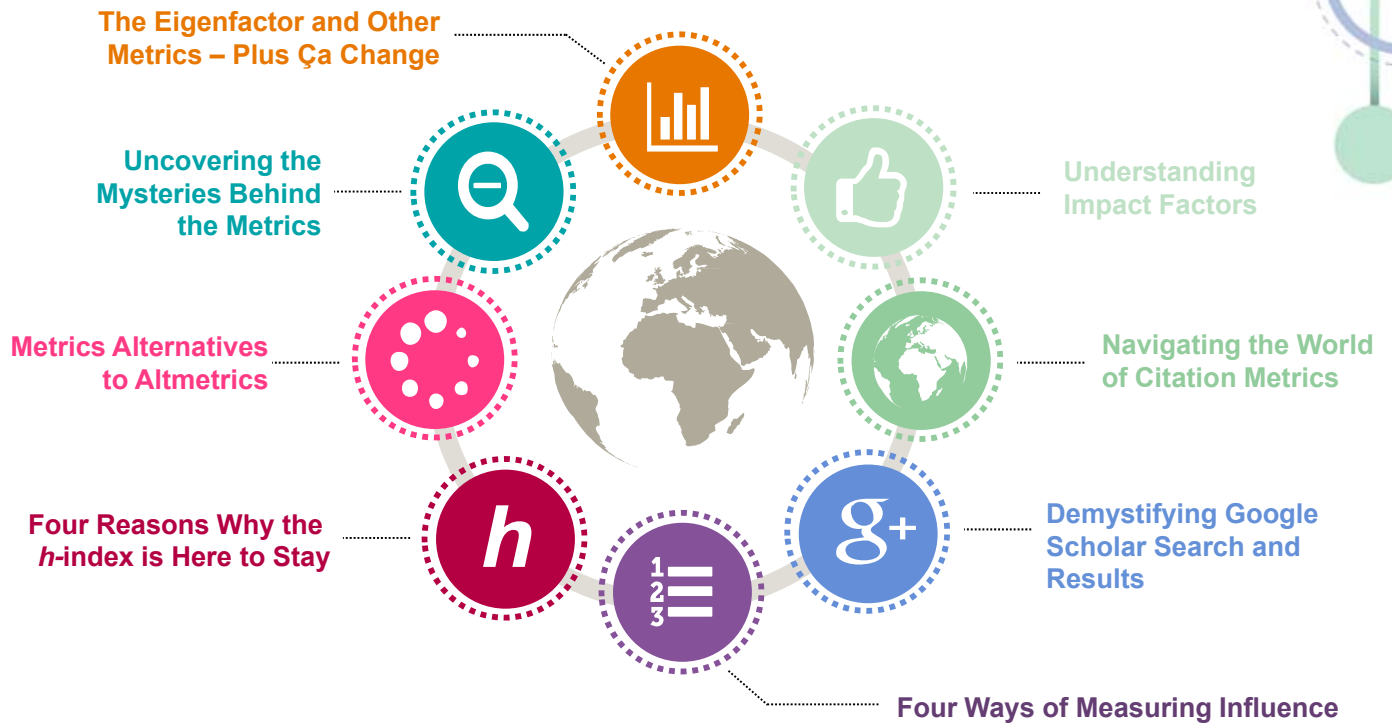 The Eigenfactor and Other
Metrics – Plus Ça Change
Uncovering the
Mysteries Behind
the Metrics
Understanding
Impact Factors
Metrics Alternatives
to Altmetrics
Navigating the World
of Citation Metrics
Four Reasons Why the
h-index is Here to Stay
h
g+
Demystifying Google
Scholar Search and
Results
1
2
3
Four Ways of Measuring Influence